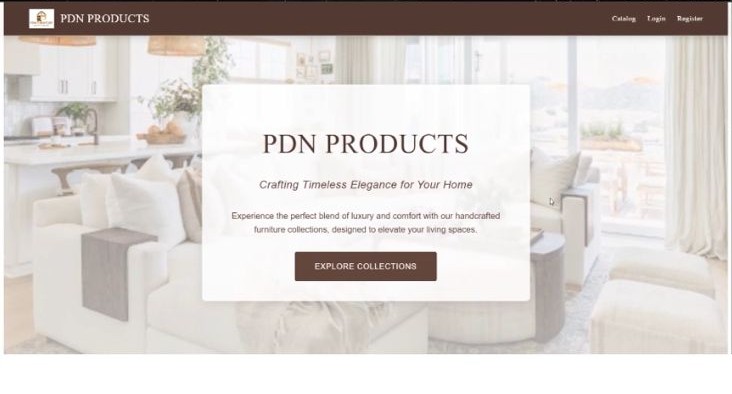 PDN PRODUCTS
Catalog Login Register
PDN PRODUCTS
Crafting Timeless Elegance for Your Home
Experience the perfect blend of luxury and comfort with our handcrafted
furniture collections, designed to elevate your living spaces.
EXPLORE COLLECTIONS